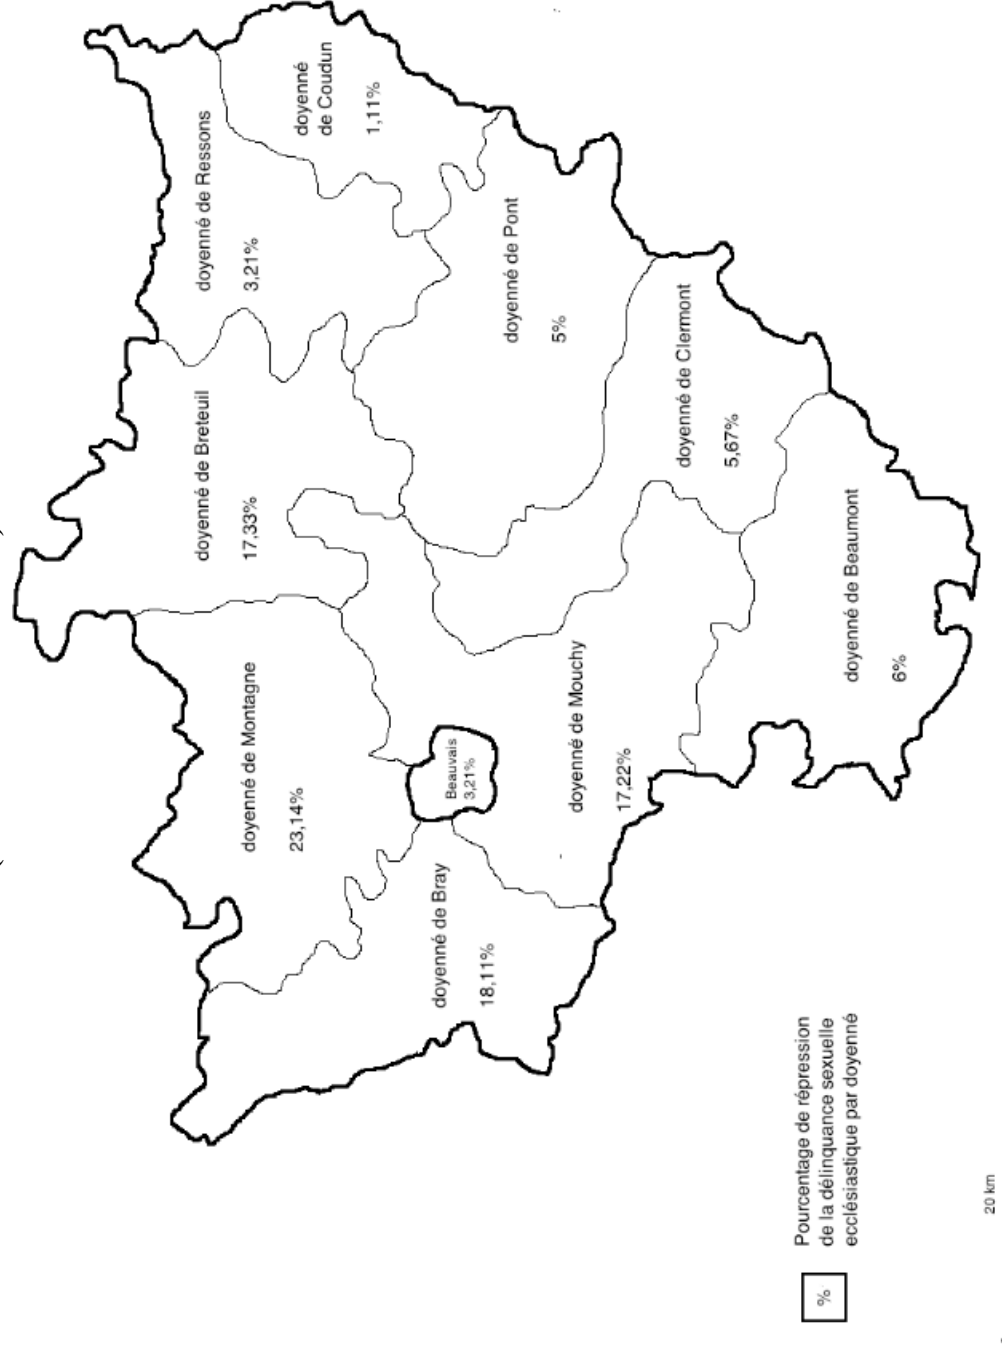 doyenné de Montagne
23,14%
doyenné de Breteuil
17,33%
doyenné de Ressons
3,21%
doyenné
de Coudun
1,11%
doyenné de Bray
18,11%
Beauvais
3,21%
doyenné de Mouchy
17,22%
doyenné de Pont
5%
doyenné de Clermont
5,67%
doyenné de Beaumont
6%
%
Pourcentage de répression
de la délinquance sexuelle
ecclésiastique par doyenné
20 km